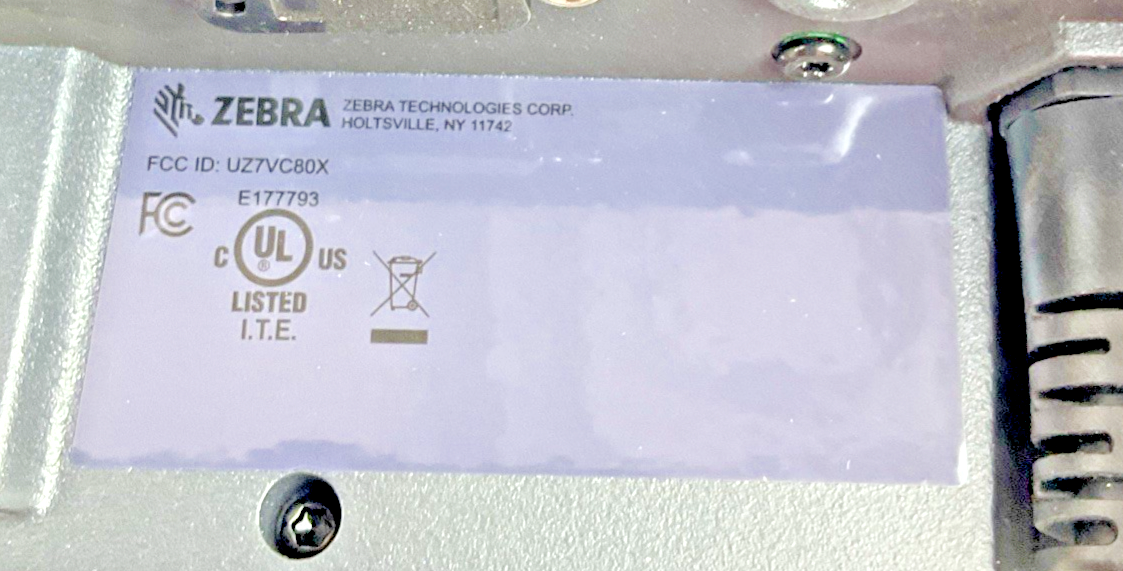 ZEBRA
ZEBRA TECHNOLOGIES CORP.
HOLTSVILLE, NY 11742
FCC ID: UZ7VC80X
FC
E177793
C UL US
®
LISTED
I.T.E.